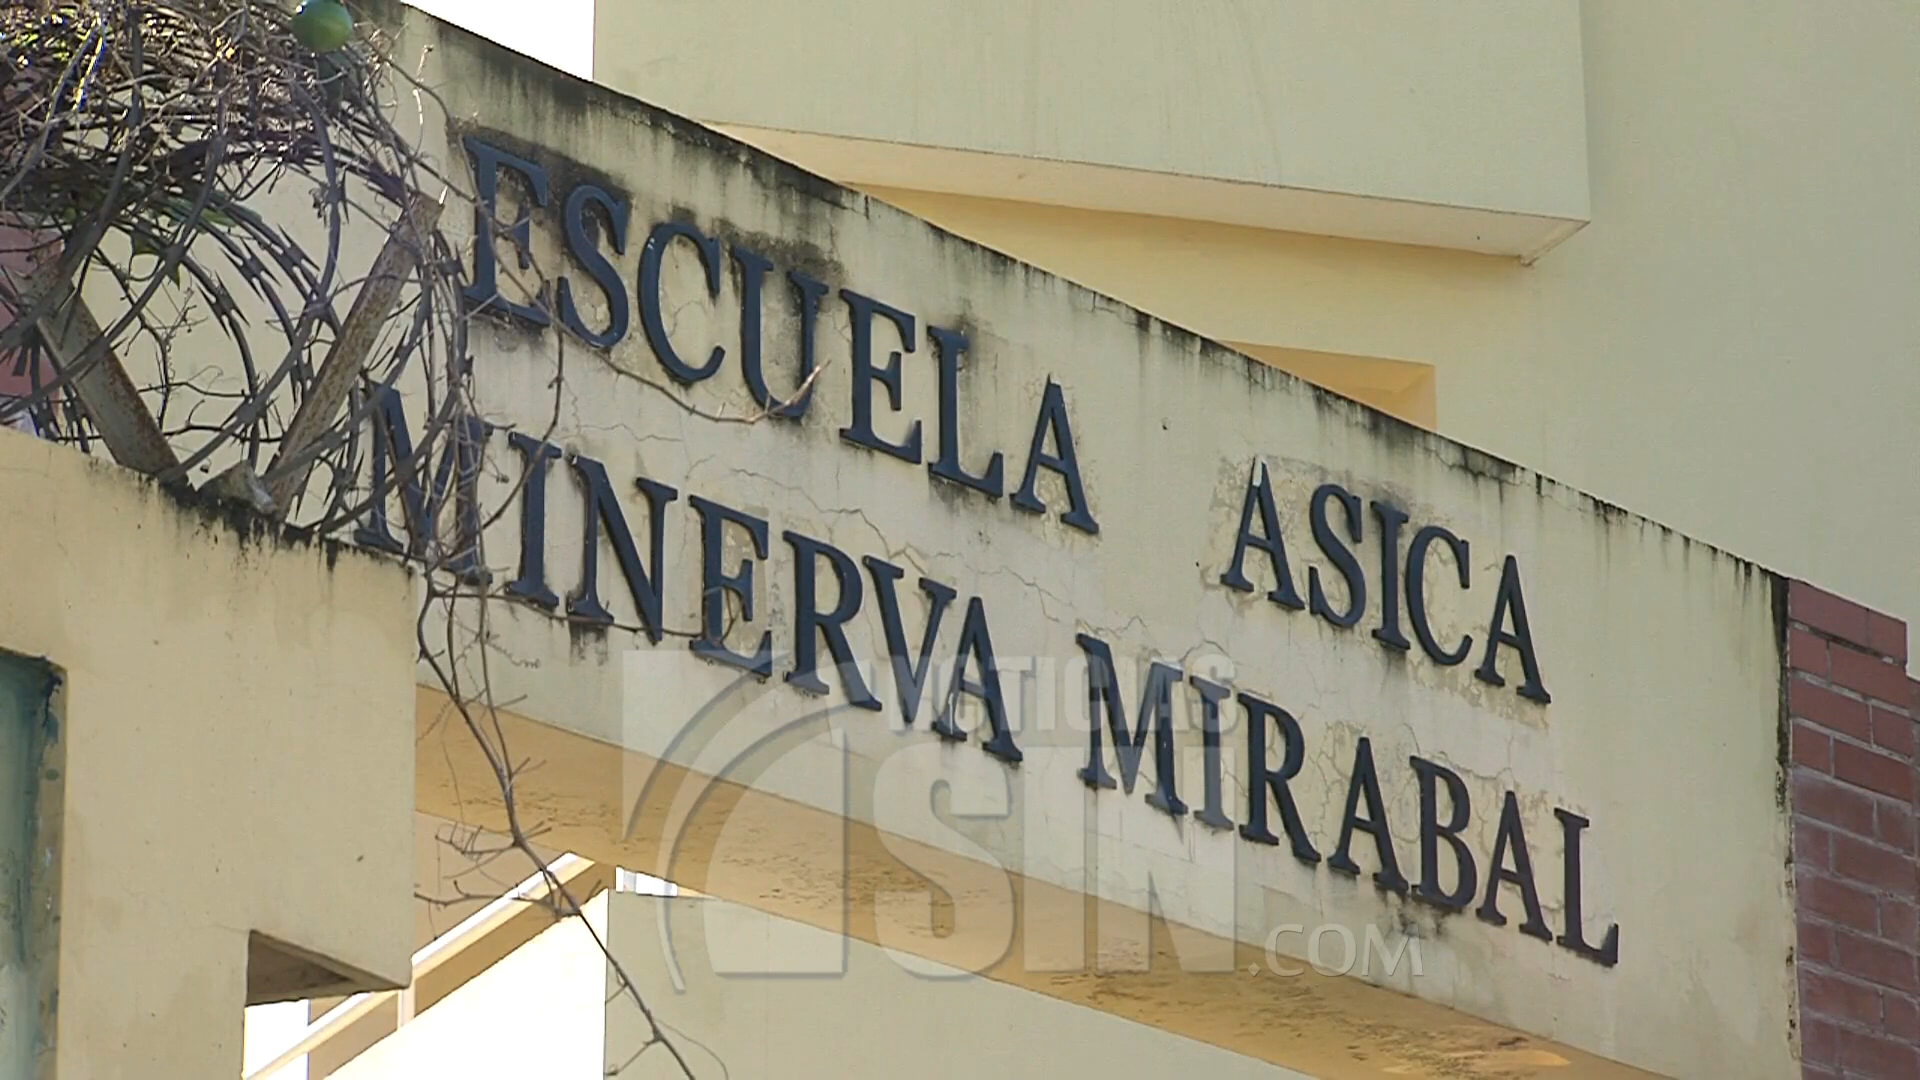 ESCUELA ASICA
MINERVA MIRABAL
NOTICIAS
SIN
.COM